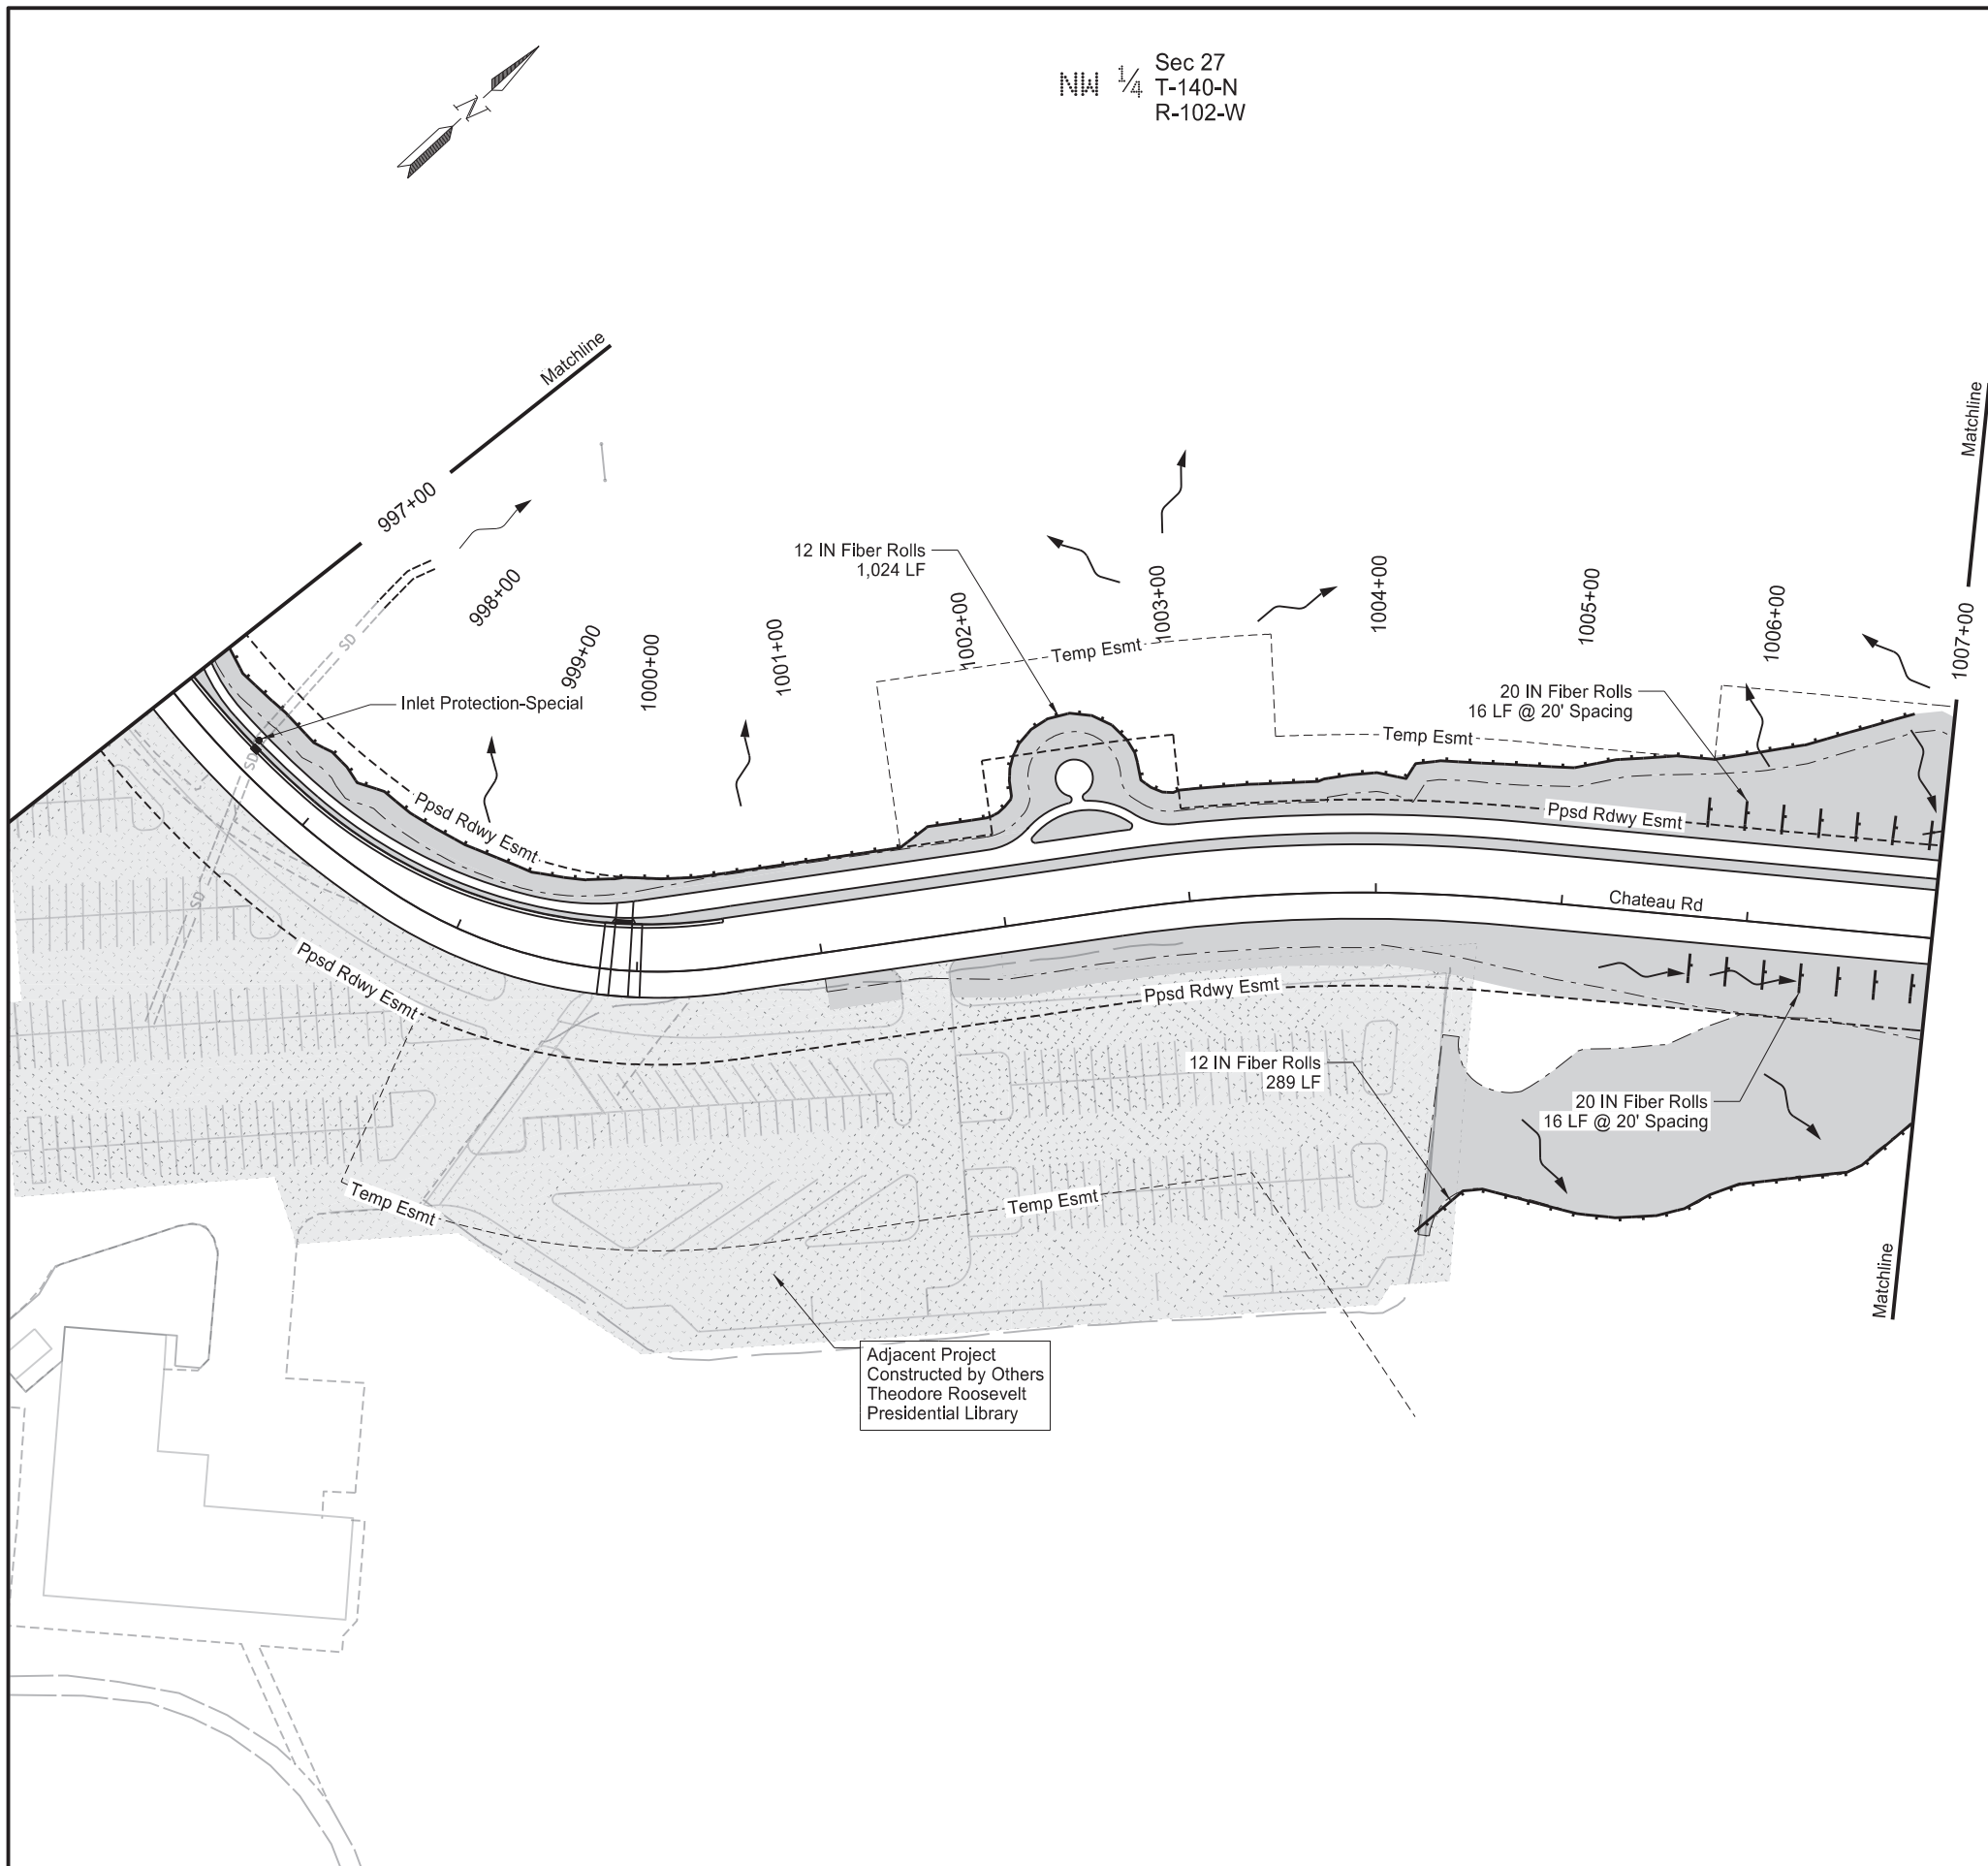 N
NW 1/4
Sec 27
T-140-N
R-102-W
Matchline
997+00
998+00
999+00
1000+00
1001+00
1002+00
1003+00
1004+00
1005+00
1006+00
1007+00
Matchline
12 IN Fiber Rolls
1,024 LF
Temp Esmt
SD
Inlet Protection-Special
20 IN Fiber Rolls
16 LF @ 20' Spacing
Temp Esmt
SD
Ppsd Rdwy Esmt
Ppsd Rdwy Esmt
Chateau Rd
SD
Ppsd Rdwy Esmt
Ppsd Rdwy Esmt
12 IN Fiber Rolls
289 LF
20 IN Fiber Rolls
16 LF @ 20' Spacing
Temp Esmt
Temp Esmt
Matchline
Adjacent Project
Constructed by Others
Theodore Roosevelt
Presidential Library